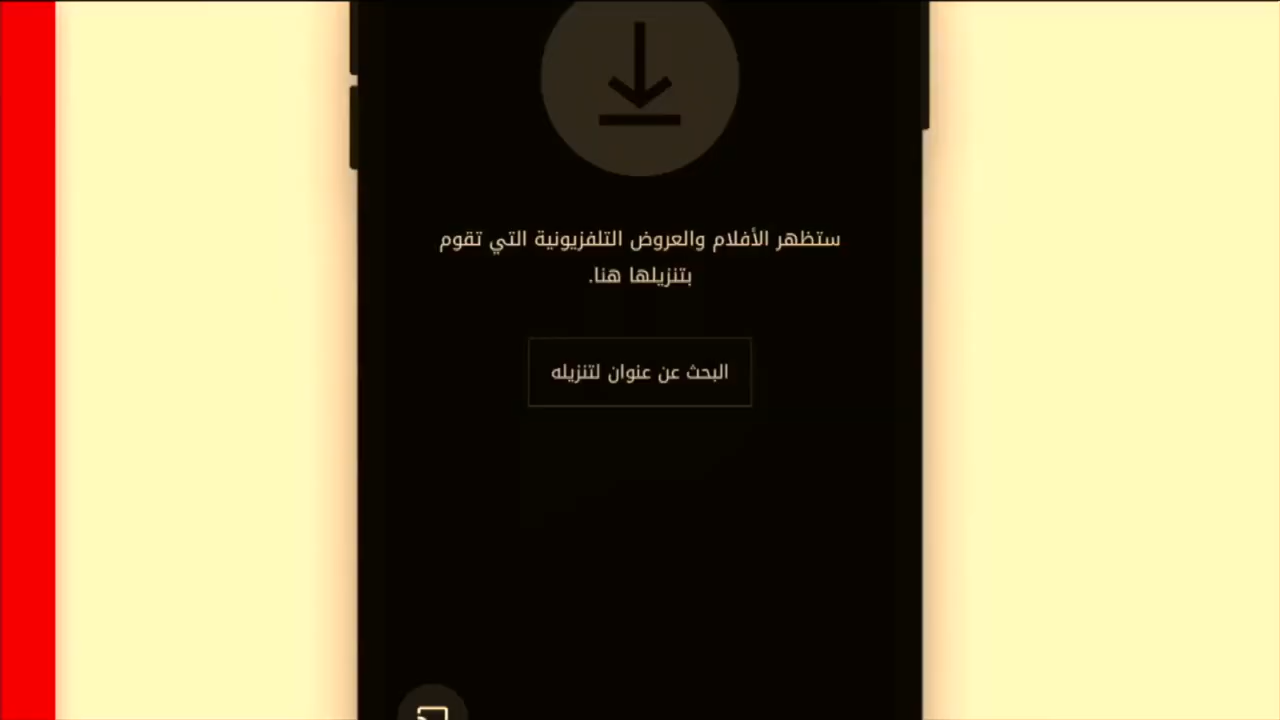 ستظهر الأفلام والعروض التلفزيونية التي تقوم
بتنزيلها هنا.
البحث عن عنوان لتنزيله